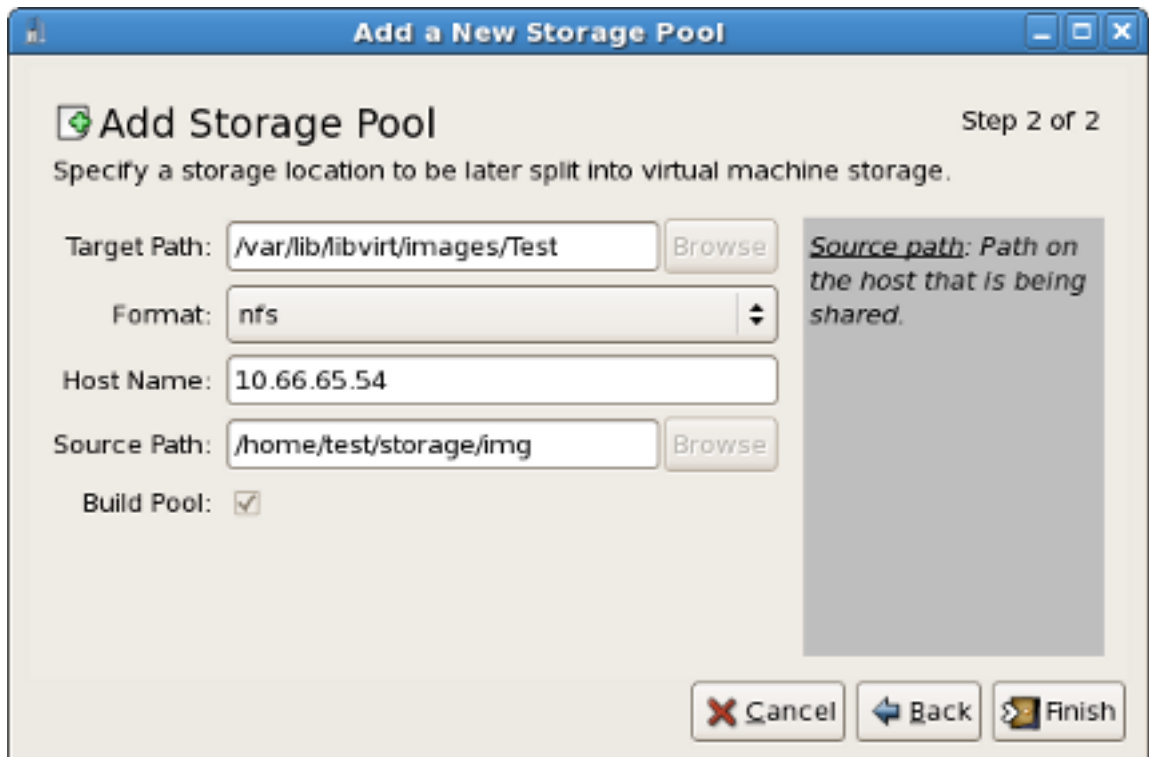 Add a New Storage Pool
Add Storage Pool
Step 2 of 2
Specify a storage location to be later split into virtual machine storage.
Target Path: /var/lib/libvirt/images/Test Browse
Source path: Path on
the host that is being
shared.
Format: nfs
Host Name: 10.66.65.54
Source Path: /home/test/storage/img Browse
Build Pool:
Cancel Back Finish